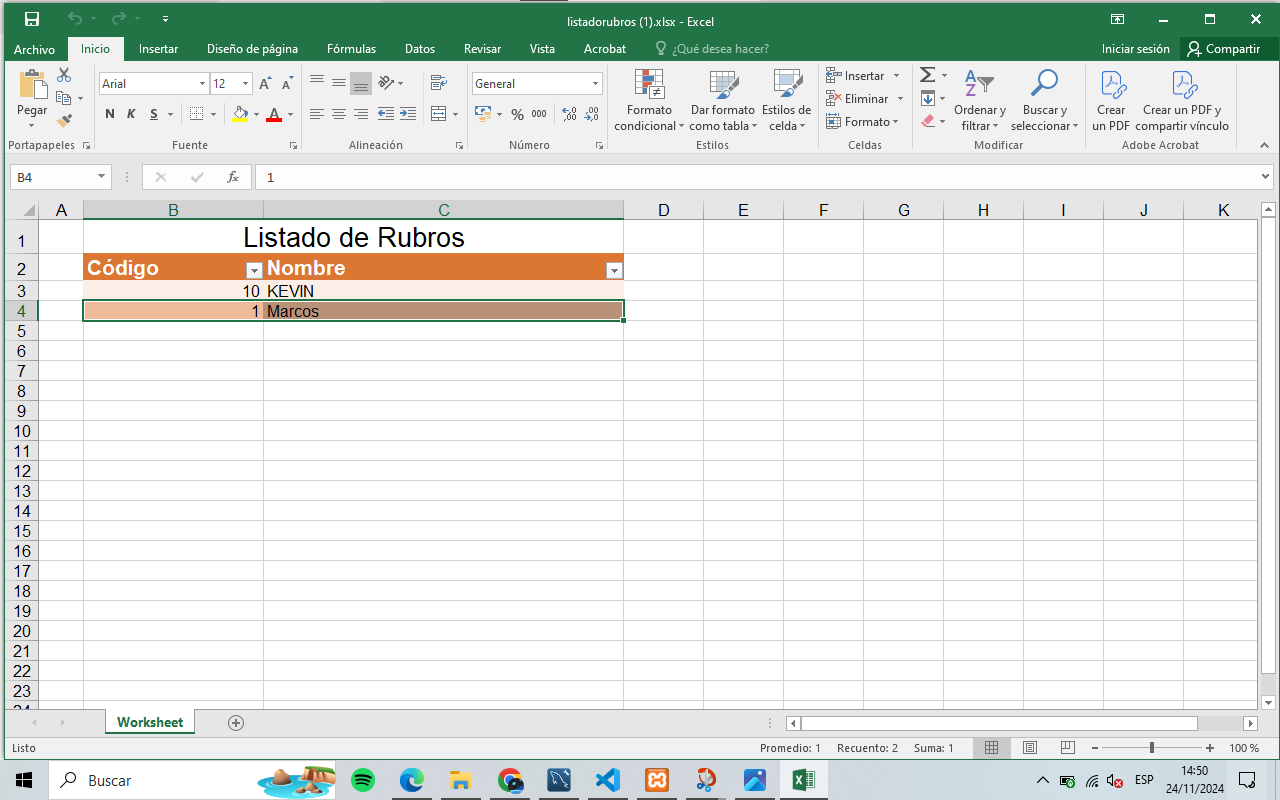 listadorubros (1).xlsx - Excel
Archivo Inicio Insertar Diseño de página Fórmulas Datos Revisar Vista Acrobat ¿Qué desea hacer? Iniciar sesión Compartir
Pegar
Arial 12
N K S
General
% 000
Formato condicional
Dar formato como tabla
Estilos de celda
Insertar
Eliminar
Formato
Ordenar y filtrar
Buscar y seleccionar
Crear un PDF
Crear un PDF y compartir vínculo
Portapapeles Fuente Alineación Número Estilos Celdas Modificar Adobe Acrobat
B4 fx 1
A B C D E F G H I J K
1 Listado de Rubros
2 Código Nombre
3 10 KEVIN
4 1 Marcos
5
6
7
8
9
10
11
12
13
14
15
16
17
18
19
20
21
22
23
24
Worksheet
Listo Promedio: 1 Recuento: 2 Suma: 1 100 %
Buscar ESP 14:50
24/11/2024